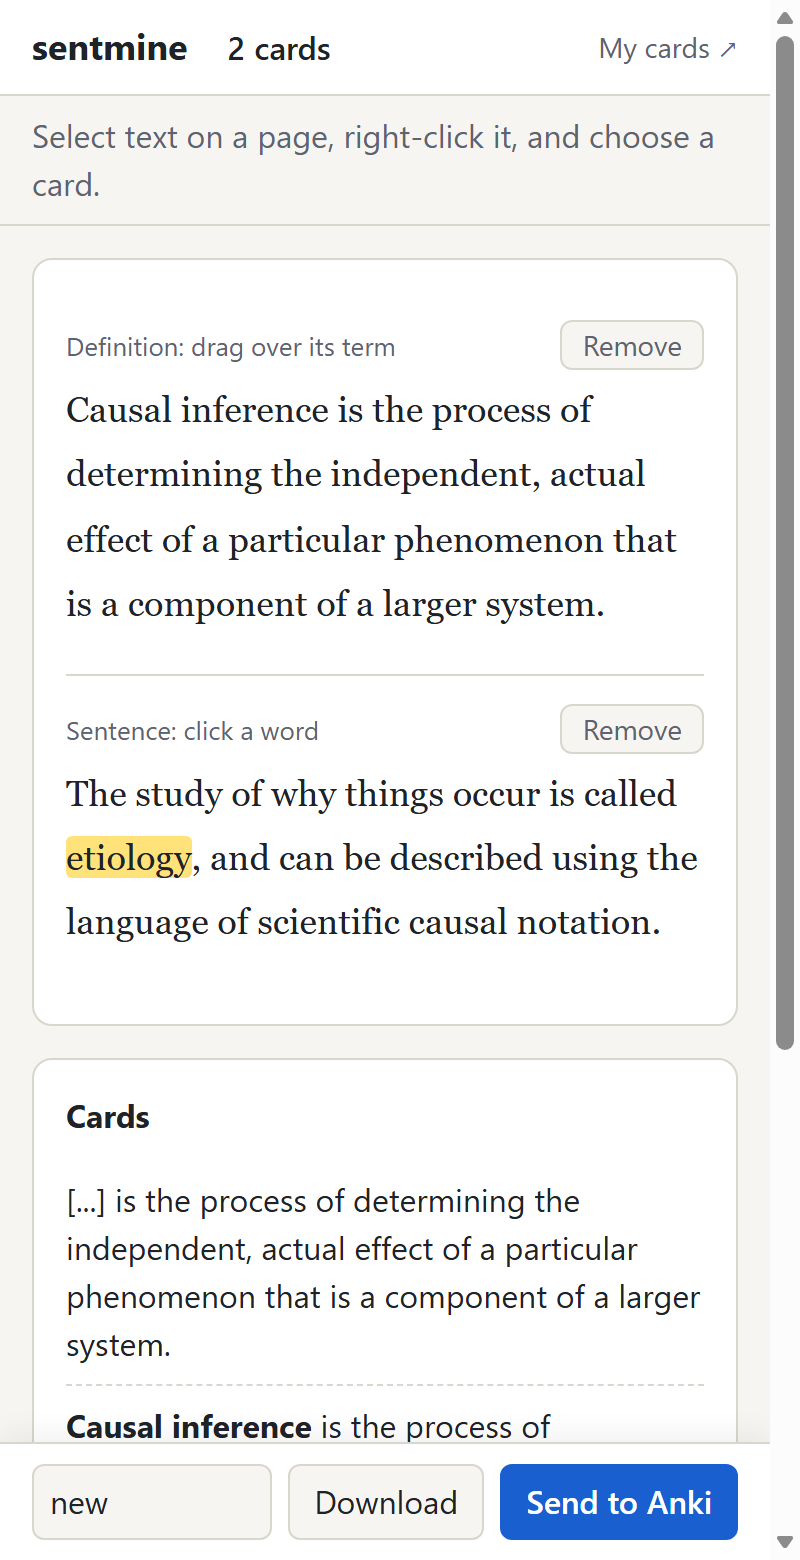 sentmine 2 cards My cards ↗
Select text on a page, right-click it, and choose a
card.
Definition: drag over its term Remove
Causal inference is the process of
determining the independent, actual
effect of a particular phenomenon that
is a component of a larger system.
Sentence: click a word Remove
The study of why things occur is called
etiology, and can be described using the
language of scientific causal notation.
Cards
[...] is the process of determining the
independent, actual effect of a particular
phenomenon that is a component of a larger
system.
Causal inference is the process of
new Download Send to Anki